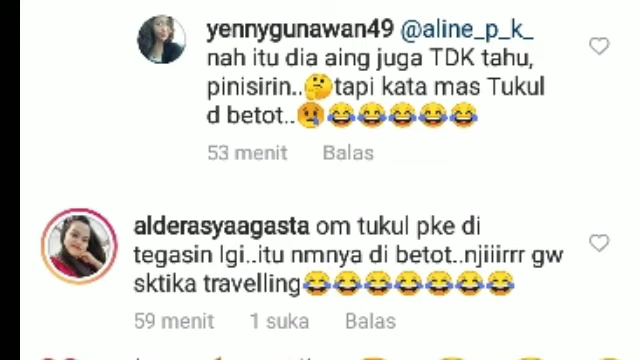 yennygunawan49 @aline_p_k_
nah itu dia aing juga TDK tahu,
pinisirin..🤔tapi kata mas Tukul
d betot..😢😂😂😂😂😂
53 menit Balas
alderasyaagasta om tukul pke di
tegasin lgi..itu nmnya di betot..njiiirrr gw
sktika travelling😂😂😂😂😂😂😂
59 menit 1 suka Balas